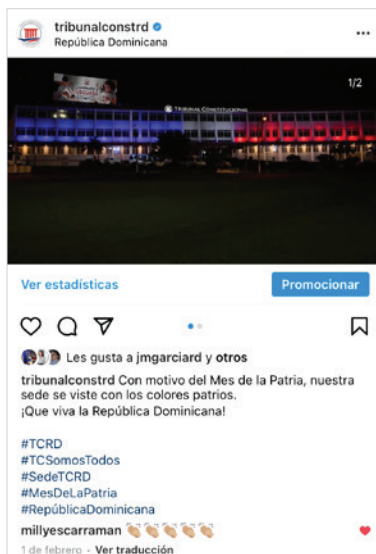 tribunalconstrd
República Dominicana
1/2
TRIBUNAL CONSTITUCIONAL
Ver estadísticas
Promocionar
Les gusta a jmgarciard y otros
tribunalconstrd Con motivo del Mes de la Patria, nuestra
sede se viste con los colores patrios.
¡Que viva la República Dominicana!
#TCRD
#TCSomosTodos
#SedeTCRD
#MesDeLaPatria
#RepúblicaDominicana
millyescarraman 👏🏼👏🏼👏🏼👏🏼👏🏼
1 de febrero · Ver traducción